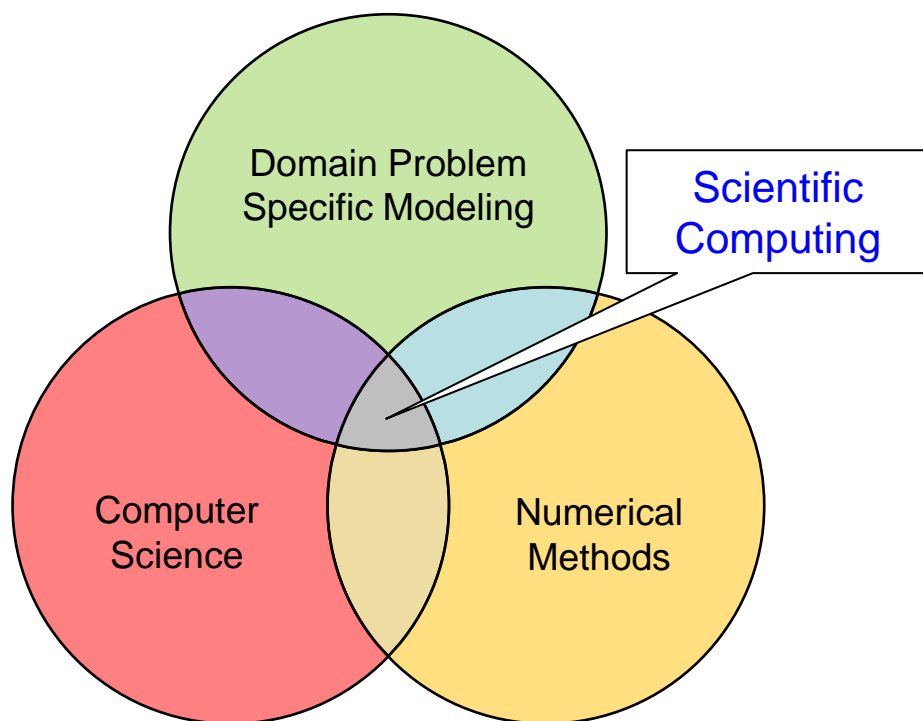 Domain Problem
Specific Modeling
Scientific
Computing
Computer
Science
Numerical
Methods